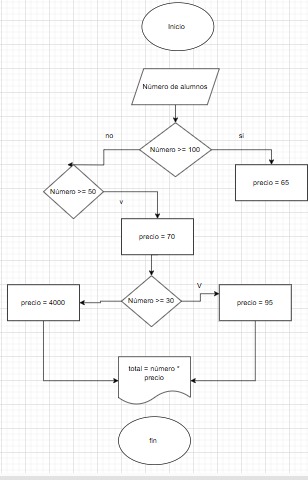 Inicio
Número de alumnos
no
si
Número >= 100
precio = 65
Número >= 50
v
precio = 70
V
precio = 4000
Número >= 30
precio = 95
total = número *
precio
fin